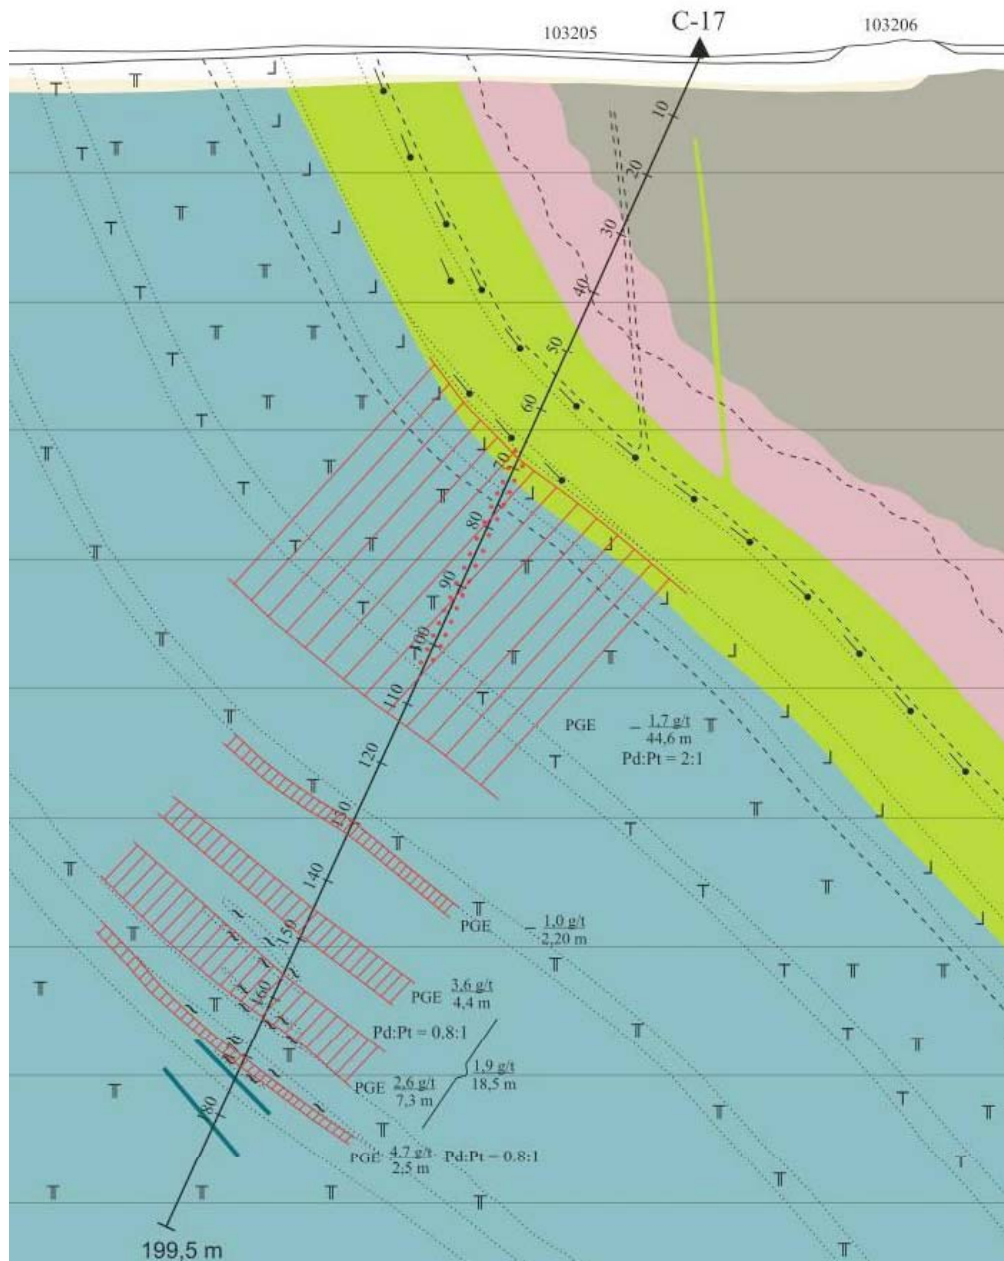 C-17
103205
103206
10
20
30
40
50
60
70
80
90
100
110
120
130
140
150
160
170
180
PGE – 1,7 g/t
44,6 m
Pd:Pt = 2:1
PGE – 1,0 g/t
2,20 m
PGE 3,6 g/t
4,4 m
Pd:Pt = 0.8:1
1,9 g/t
18,5 m
PGE 2,6 g/t
7,3 m
PGE 4,7 g/t
2,5 m
Pd:Pt – 0.8:1
199,5 m